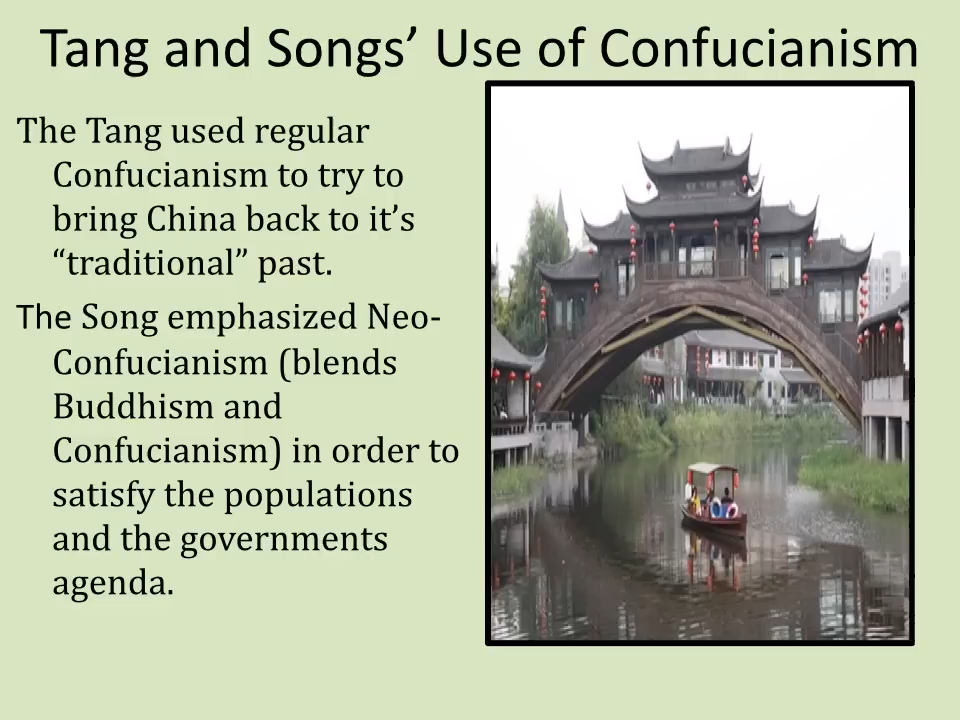 Tang and Songs’ Use of Confucianism
The Tang used regular
Confucianism to try to
bring China back to it’s
“traditional” past.
The Song emphasized Neo-
Confucianism (blends
Buddhism and
Confucianism) in order to
satisfy the populations
and the governments
agenda.